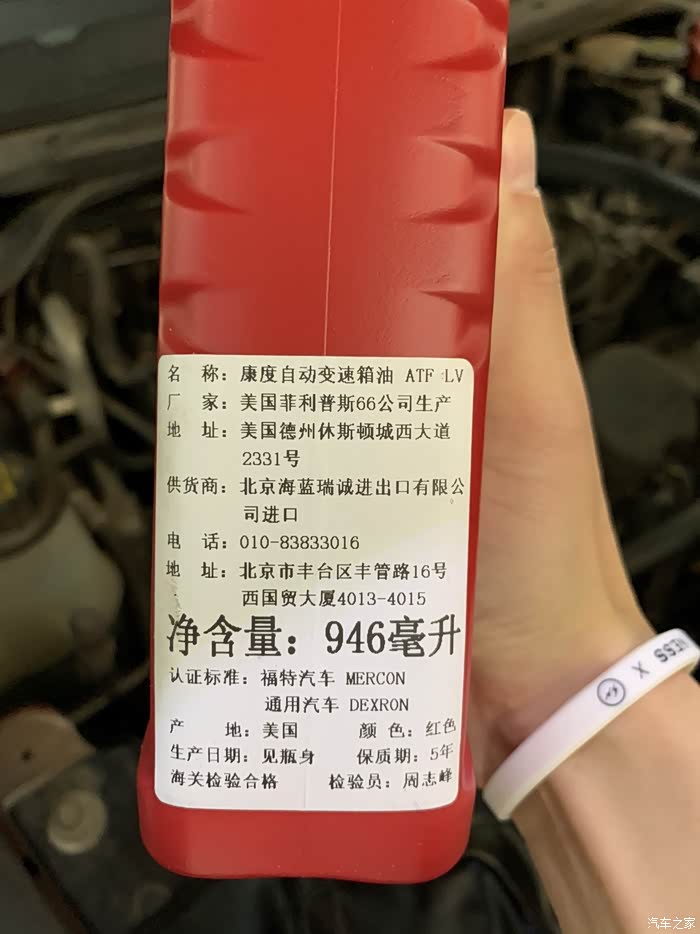 名 称：康度自动变速箱油 ATF LV
厂 家：美国菲利普斯66公司生产
地 址：美国德州休斯顿城西大道
2331号
供货商：北京海蓝瑞诚进出口有限公
司进口
电 话：010-83833016
地 址：北京市丰台区丰管路16号
西国贸大厦4013-4015
净含量：946毫升
认证标准：福特汽车 MERCON
通用汽车 DEXRON
产 地：美国 颜 色：红色
生产日期：见瓶身 保质期：5年
海关检验合格 检验员：周志峰
X
汽车之家